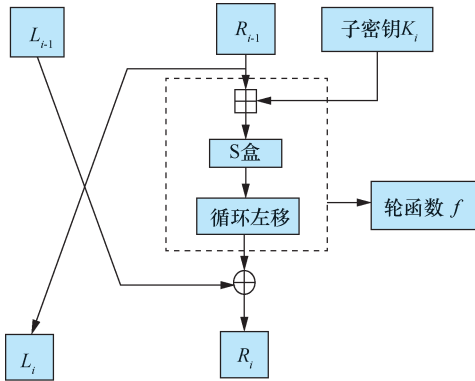 L_{i-1}
R_{i-1}
子密钥K_i
S盒
循环左移
轮函数 f
L_i
R_i